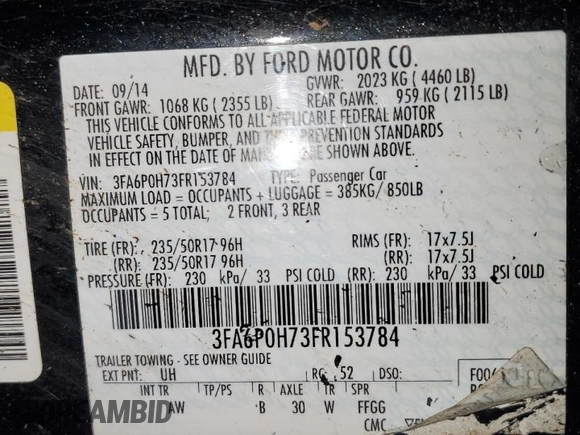 MFD. BY FORD MOTOR CO.
DATE: 09/14 GVWR: 2023 KG (4460 LB)
FRONT GAWR: 1068 KG (2355 LB) REAR GAWR: 959 KG (2115 LB)
THIS VEHICLE CONFORMS TO ALL APPLICABLE FEDERAL MOTOR
VEHICLE SAFETY, BUMPER, AND THEFT PREVENTION STANDARDS
IN EFFECT ON THE DATE OF MANUFACTURE SHOWN ABOVE.
VIN: 3FA6P0H73FR153784 TYPE: Passenger Car
MAXIMUM LOAD = OCCUPANTS + LUGGAGE = 385KG/ 850LB
OCCUPANTS = 5 TOTAL; 2 FRONT, 3 REAR
TIRE (FR): 235/50R17 96H RIMS (FR): 17x7.5J
(RR): 235/50R17 96H (RR): 17x7.5J
PRESSURE (FR): 230 kPa/ 33 PSI COLD (RR): 230 kPa/ 33 PSI COLD
3FA6P0H73FR153784
TRAILER TOWING - SEE OWNER GUIDE
EXT PNT: UH RC: 52 DSO:
INT TR TP/PS R AXLE TR SPR
AW B 30 W FFGG
CMC